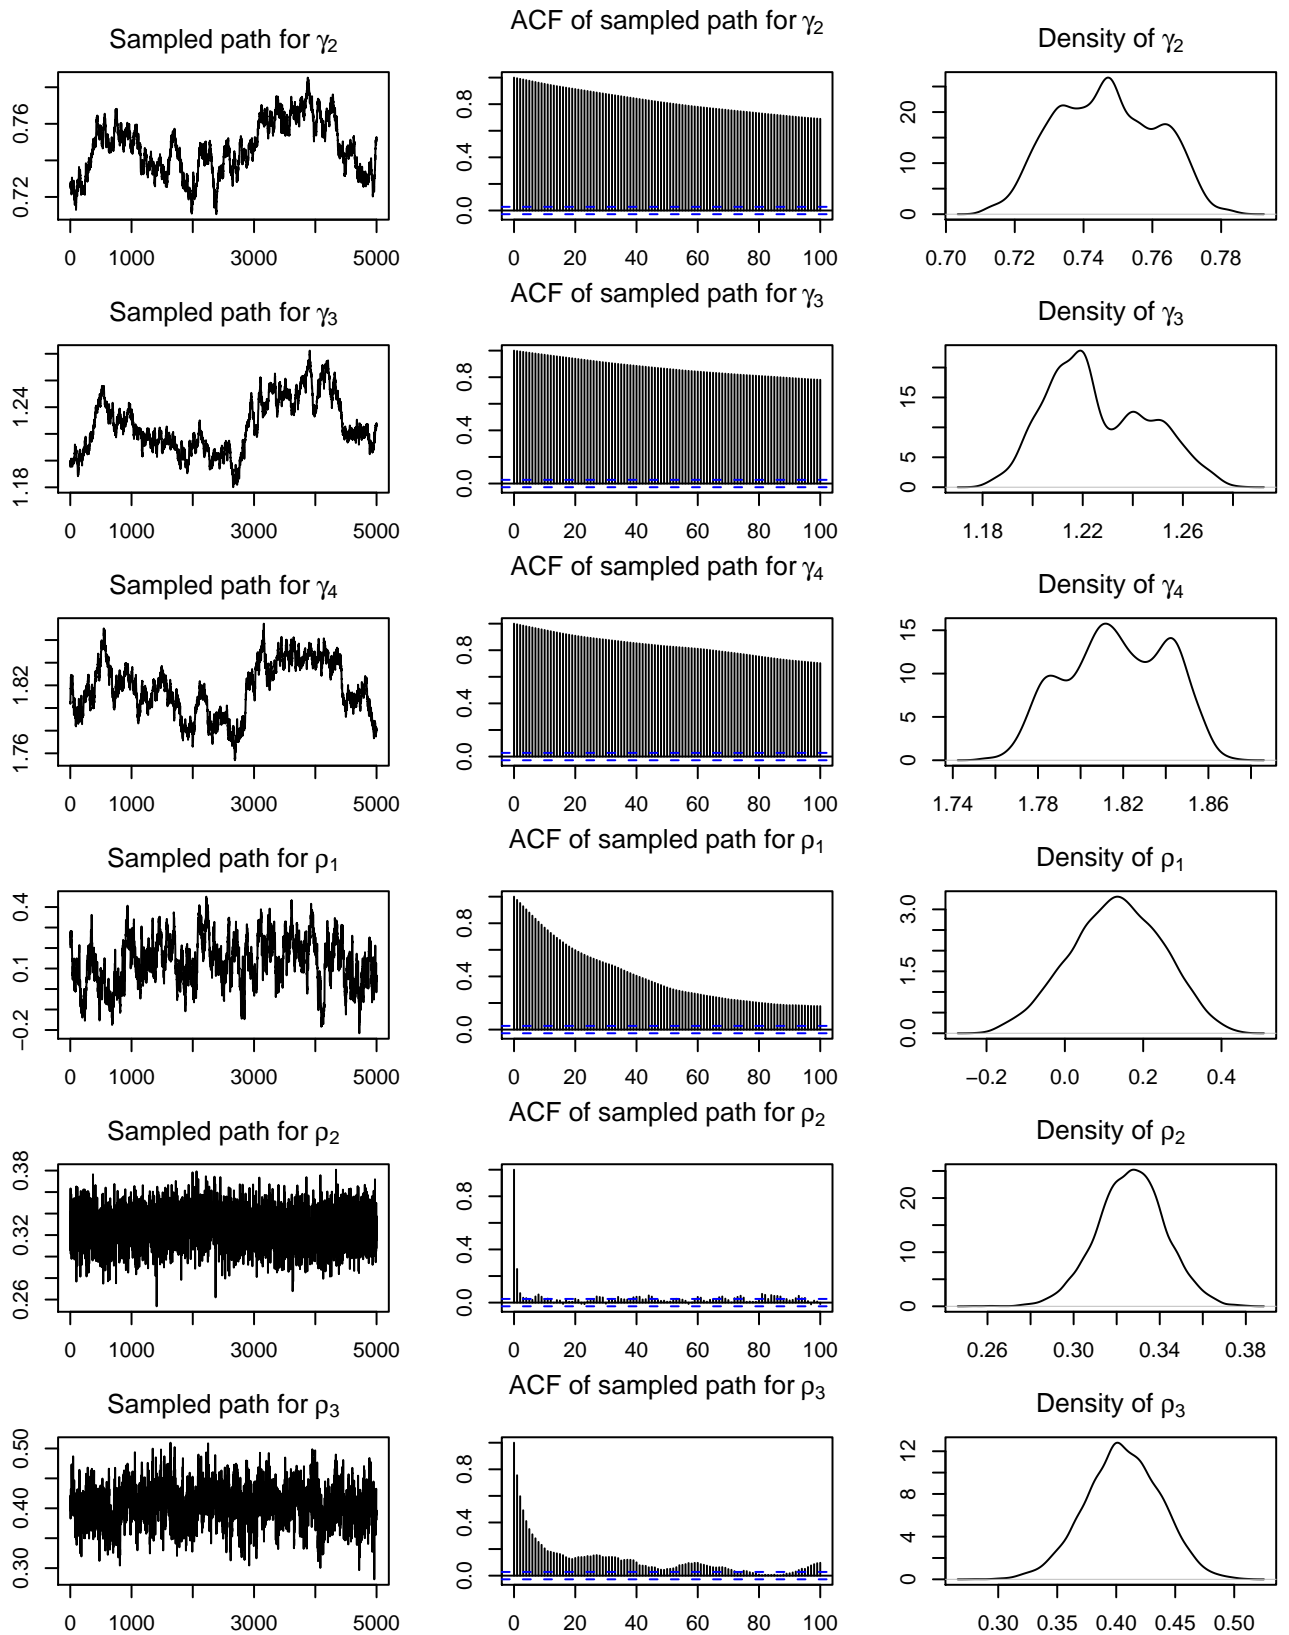 Sampled path for γ2
ACF of sampled path for γ2
Density of γ2
0.72 0.76
0 1000 3000 5000
0.0 0.4 0.8
0 20 40 60 80 100
0 10 20
0.70 0.72 0.74 0.76 0.78
Sampled path for γ3
ACF of sampled path for γ3
Density of γ3
1.18 1.24
0 1000 3000 5000
0.0 0.4 0.8
0 20 40 60 80 100
0 5 15
1.18 1.22 1.26
Sampled path for γ4
ACF of sampled path for γ4
Density of γ4
1.76 1.82
0 1000 3000 5000
0.0 0.4 0.8
0 20 40 60 80 100
0 5 10 15
1.74 1.78 1.82 1.86
Sampled path for ρ1
ACF of sampled path for ρ1
Density of ρ1
−0.2 0.1 0.4
0 1000 3000 5000
0.0 0.4 0.8
0 20 40 60 80 100
0.0 1.5 3.0
−0.2 0.0 0.2 0.4
Sampled path for ρ2
ACF of sampled path for ρ2
Density of ρ2
0.26 0.32 0.38
0 1000 3000 5000
0.0 0.4 0.8
0 20 40 60 80 100
0 10 20
0.26 0.30 0.34 0.38
Sampled path for ρ3
ACF of sampled path for ρ3
Density of ρ3
0.30 0.40 0.50
0 1000 3000 5000
0.0 0.4 0.8
0 20 40 60 80 100
0 4 8 12
0.30 0.35 0.40 0.45 0.50